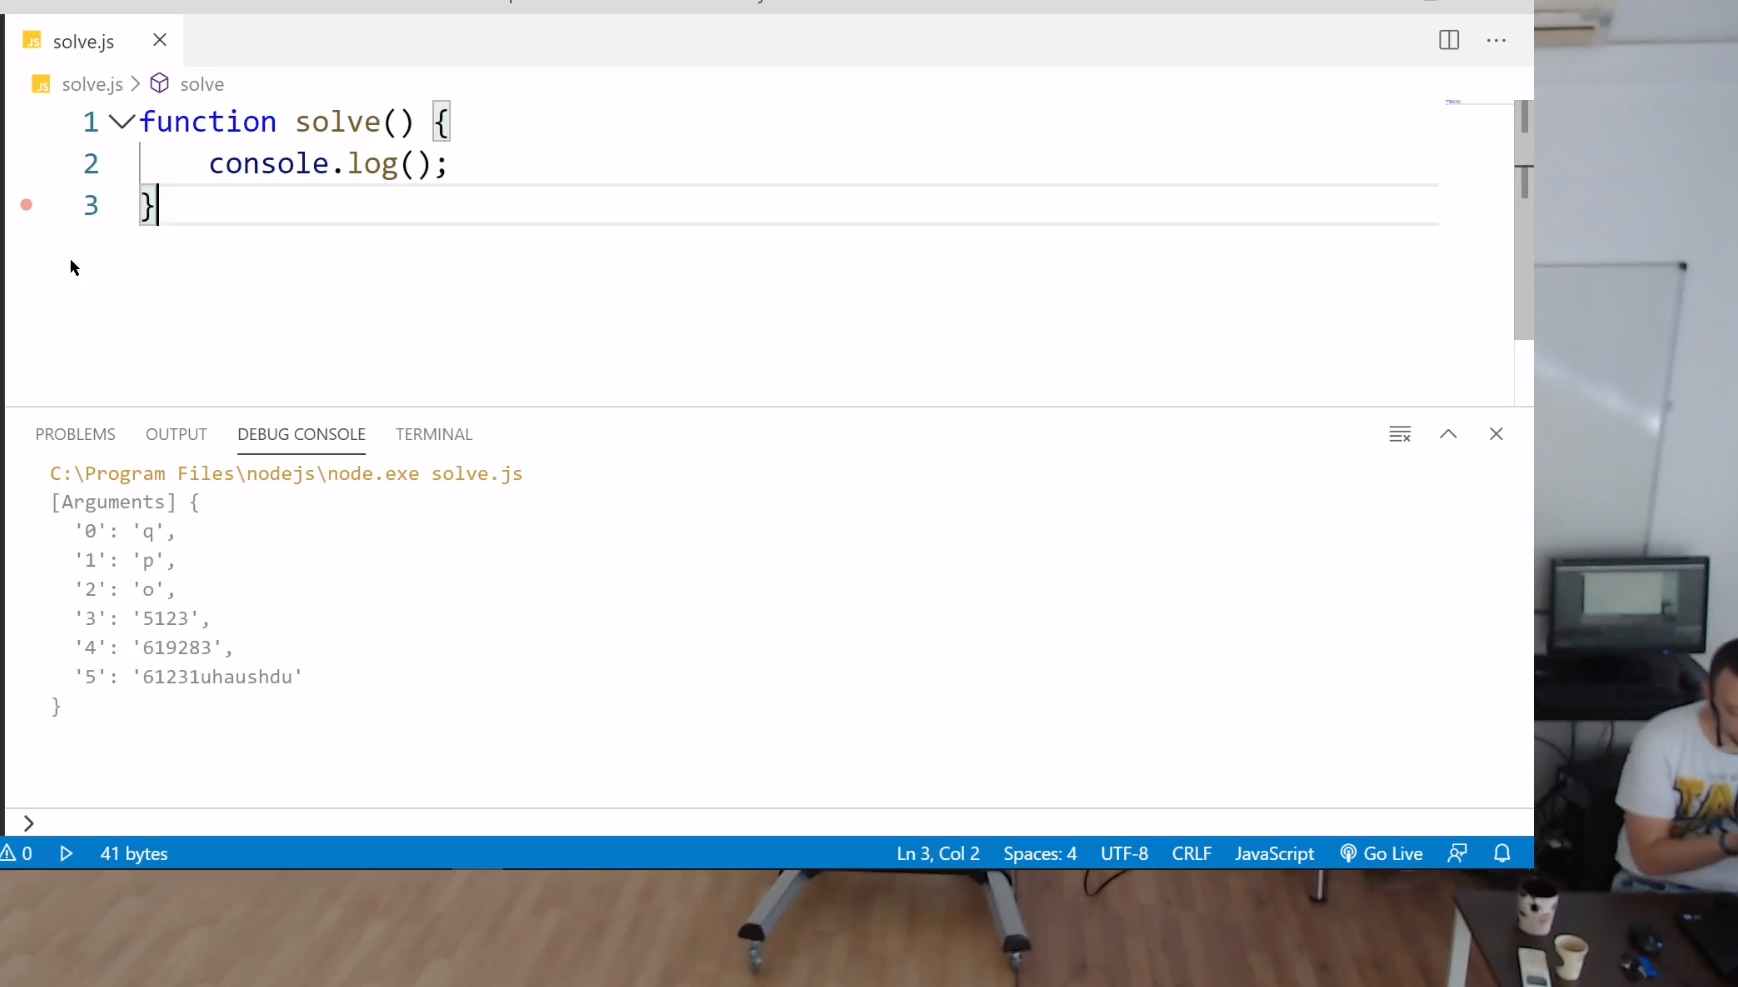 solve.js
solve.js > solve
1 function solve() {
2 console.log();
3 }
PROBLEMS OUTPUT DEBUG CONSOLE TERMINAL
C:\Program Files\nodejs\node.exe solve.js
[Arguments] {
'0': 'q',
'1': 'p',
'2': 'o',
'3': '5123',
'4': '619283',
'5': '61231uhaushdu'
}
>
0 41 bytes Ln 3, Col 2 Spaces: 4 UTF-8 CRLF JavaScript Go Live